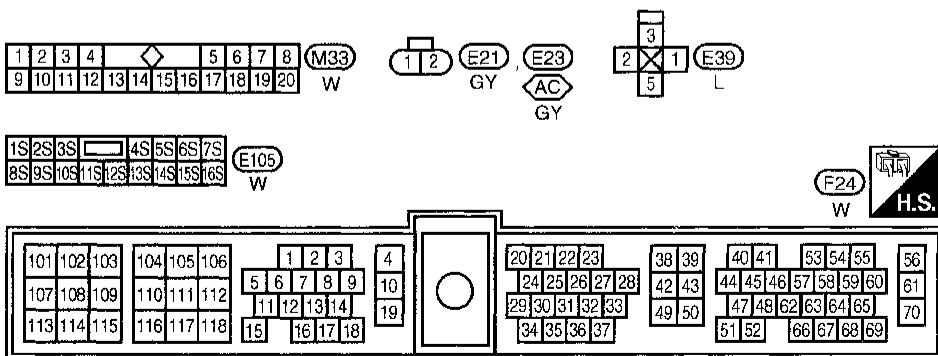 1 2 3 4 5 6 7 8 M33
9 10 11 12 13 14 15 16 17 18 19 20 W
1 2 E21 , E23
GY
AC
GY
3
2 1 E39
5 L
1S 2S 3S 4S 5S 6S 7S E105
8S 9S 10S 11S 12S 13S 14S 15S 16S W
F24
W
H.S.
101 102 103 104 105 106 1 2 3 4 20 21 22 23 38 39 40 41 53 54 55 56
107 108 109 110 111 112 5 6 7 8 9 10 24 25 26 27 28 42 43 44 45 46 57 58 59 60 61
11 12 13 14 29 30 31 32 33 47 48 62 63 64 65
113 114 115 116 117 118 15 16 17 18 19 34 35 36 37 49 50 51 52 66 67 68 69 70